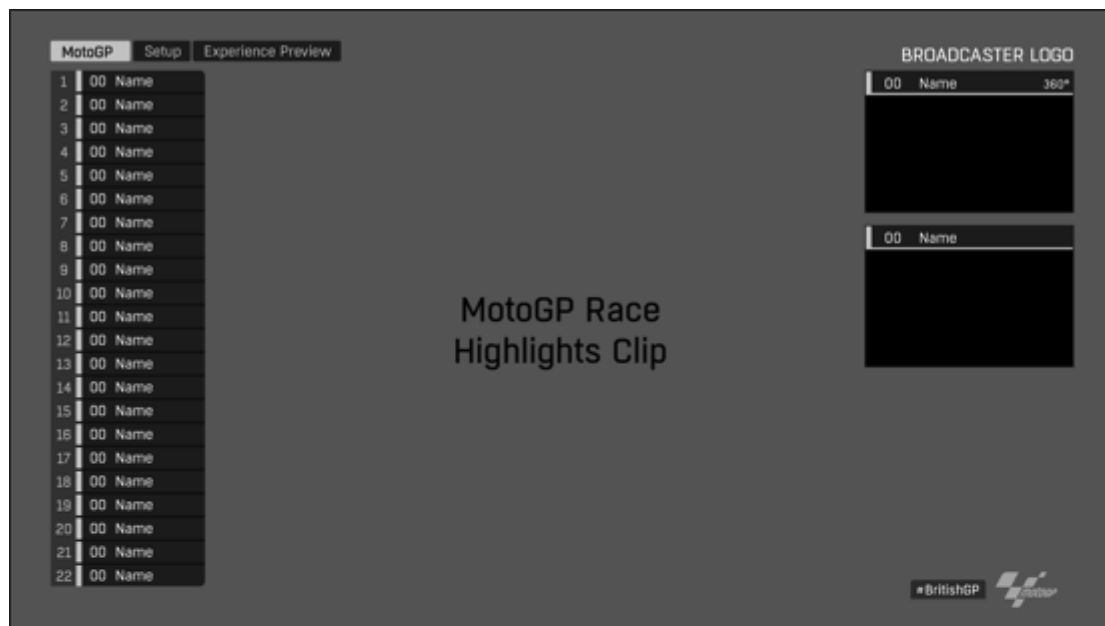 MotoGP Setup Experience Preview
BROADCASTER LOGO
1 00 Name
2 00 Name
3 00 Name
4 00 Name
5 00 Name
6 00 Name
7 00 Name
8 00 Name
9 00 Name
10 00 Name
11 00 Name
12 00 Name
13 00 Name
14 00 Name
15 00 Name
16 00 Name
17 00 Name
18 00 Name
19 00 Name
20 00 Name
21 00 Name
22 00 Name
MotoGP Race
Highlights Clip
00 Name 360°
00 Name
#BritishGP
motoGP